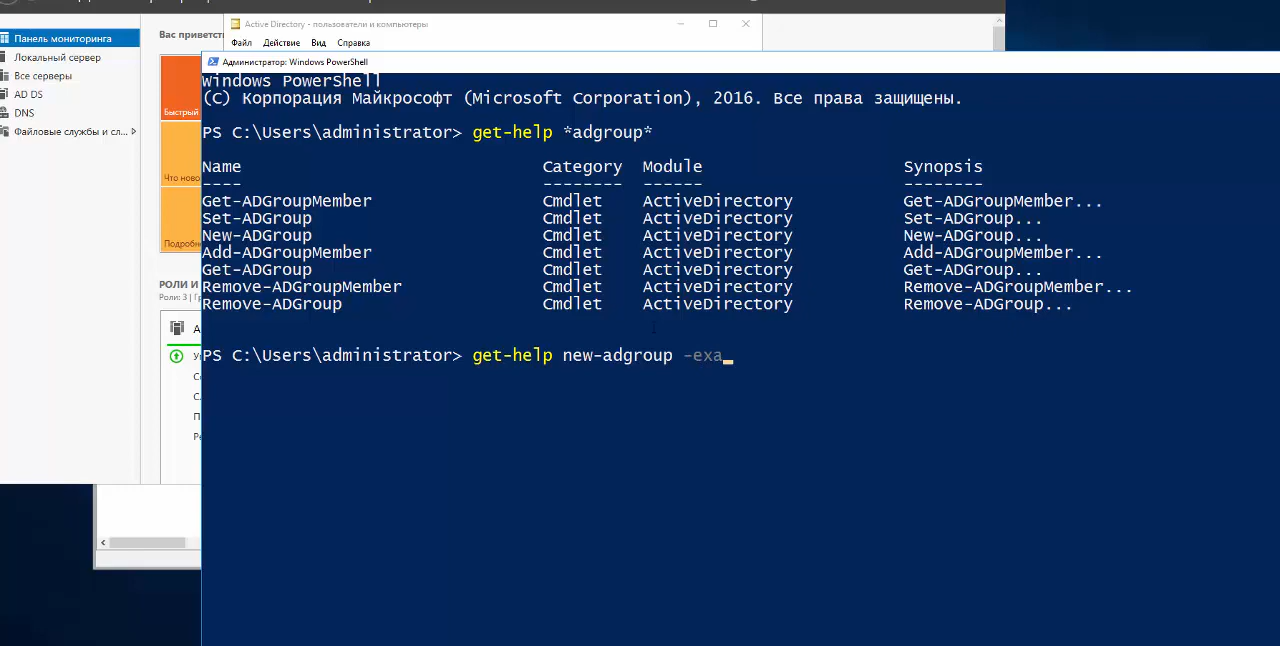 Active Directory - пользователи и компьютеры
Файл Действие Вид Справка
Панель мониторинга
Локальный сервер
Все серверы
AD DS
DNS
Файловые службы и сл...
Вас приветст
Быстрый
Что ново
Подробн
РОЛИ И
Роли: 3 | Г
Администратор: Windows PowerShell
Windows PowerShell
(C) Корпорация Майкрософт (Microsoft Corporation), 2016. Все права защищены.
PS C:\Users\administrator> get-help *adgroup*
Name Category Module Synopsis
---- -------- ------ --------
Get-ADGroupMember Cmdlet ActiveDirectory Get-ADGroupMember...
Set-ADGroup Cmdlet ActiveDirectory Set-ADGroup...
New-ADGroup Cmdlet ActiveDirectory New-ADGroup...
Add-ADGroupMember Cmdlet ActiveDirectory Add-ADGroupMember...
Get-ADGroup Cmdlet ActiveDirectory Get-ADGroup...
Remove-ADGroupMember Cmdlet ActiveDirectory Remove-ADGroupMember...
Remove-ADGroup Cmdlet ActiveDirectory Remove-ADGroup...
PS C:\Users\administrator> get-help new-adgroup -exa